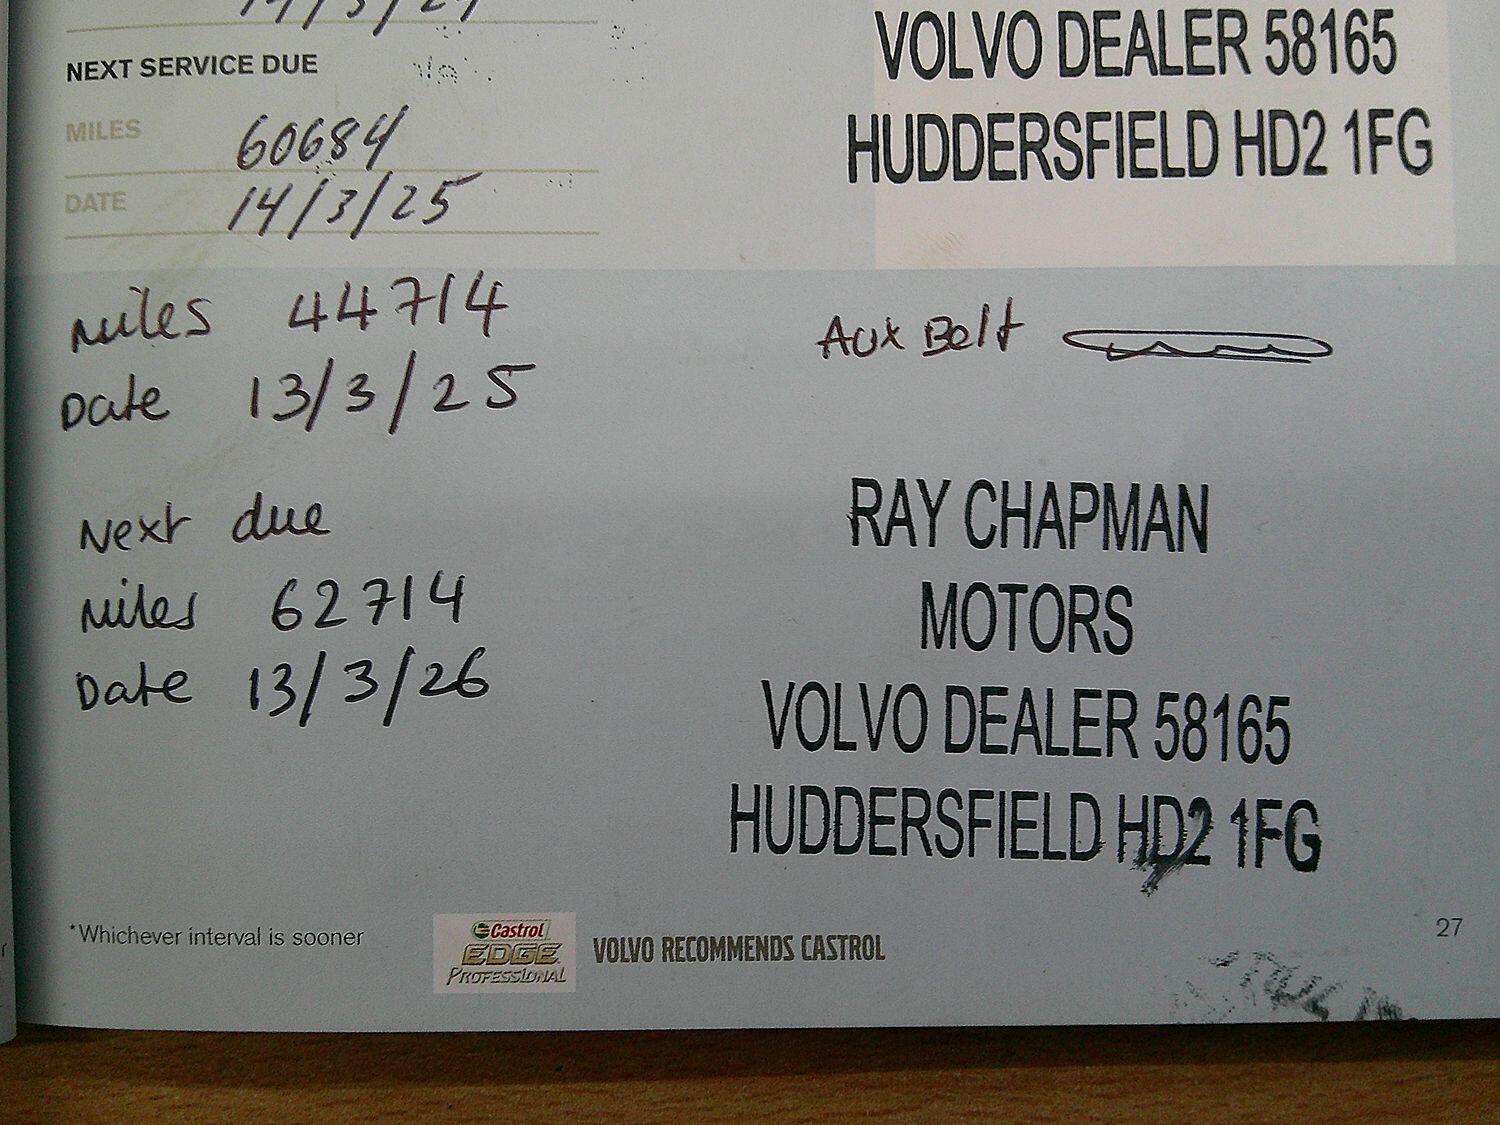 NEXT SERVICE DUE
MILES 60684
DATE 14/3/25
VOLVO DEALER 58165
HUDDERSFIELD HD2 1FG
Miles 44714
Date 13/3/25
Aux Belt
Next due
Miles 62714
Date 13/3/26
RAY CHAPMAN
MOTORS
VOLVO DEALER 58165
HUDDERSFIELD HD2 1FG
*Whichever interval is sooner
Castrol
EDGE
PROFESSIONAL
VOLVO RECOMMENDS CASTROL
27